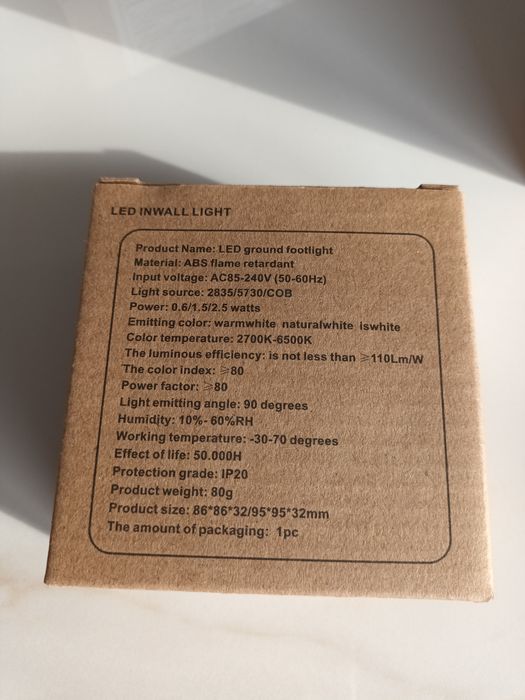 LED INWALL LIGHT
Product Name: LED ground footlight
Material: ABS flame retardant
Input voltage: AC85-240V (50-60Hz)
Light source: 2835/5730/COB
Power: 0.6/1.5/2.5 watts
Emitting color: warmwhite naturalwhite iswhite
Color temperature: 2700K-6500K
The luminous efficiency: is not less than ⩾110Lm/W
The color index: ⩾80
Power factor: ⩾80
Light emitting angle: 90 degrees
Humidity: 10%- 60%RH
Working temperature: -30-70 degrees
Effect of life: 50.000H
Protection grade: IP20
Product weight: 80g
Product size: 86*86*32/95*95*32mm
The amount of packaging: 1pc